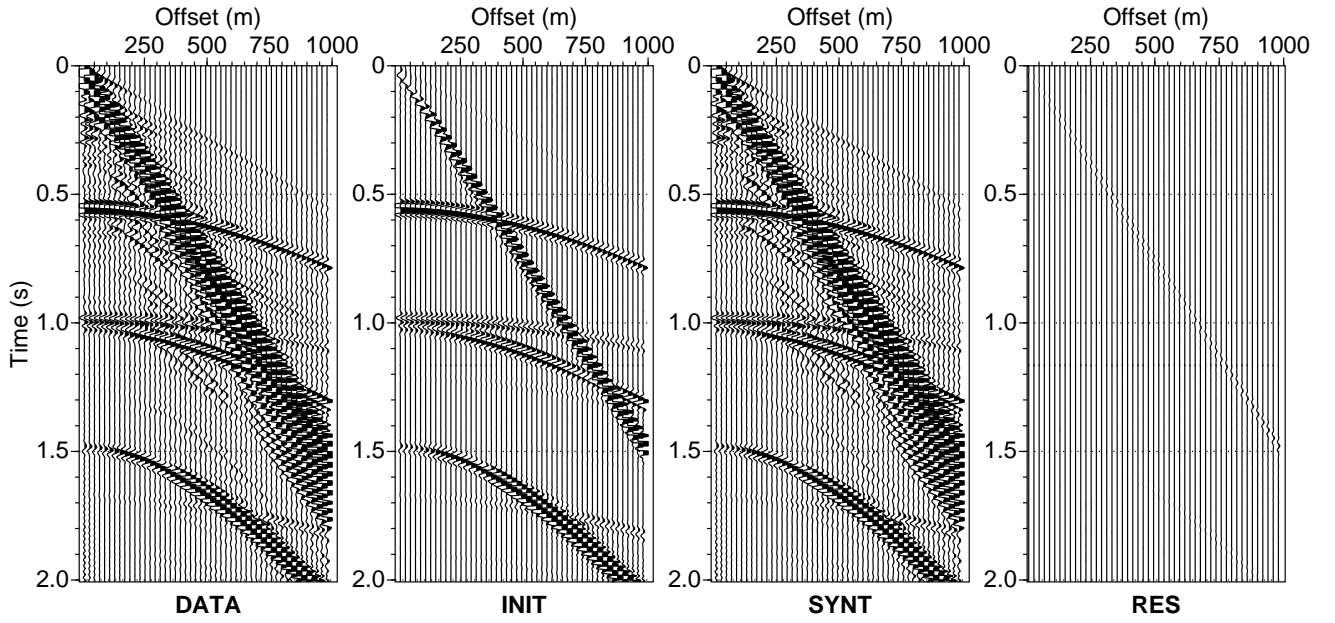 Offset (m) Offset (m) Offset (m) Offset (m)
250 500 750 1000 250 500 750 1000 250 500 750 1000 250 500 750 1000
0 0 0 0
0.5 0.5 0.5 0.5
Time (s)
1.0 1.0 1.0 1.0
1.5 1.5 1.5 1.5
2.0 2.0 2.0 2.0
DATA INIT SYNT RES